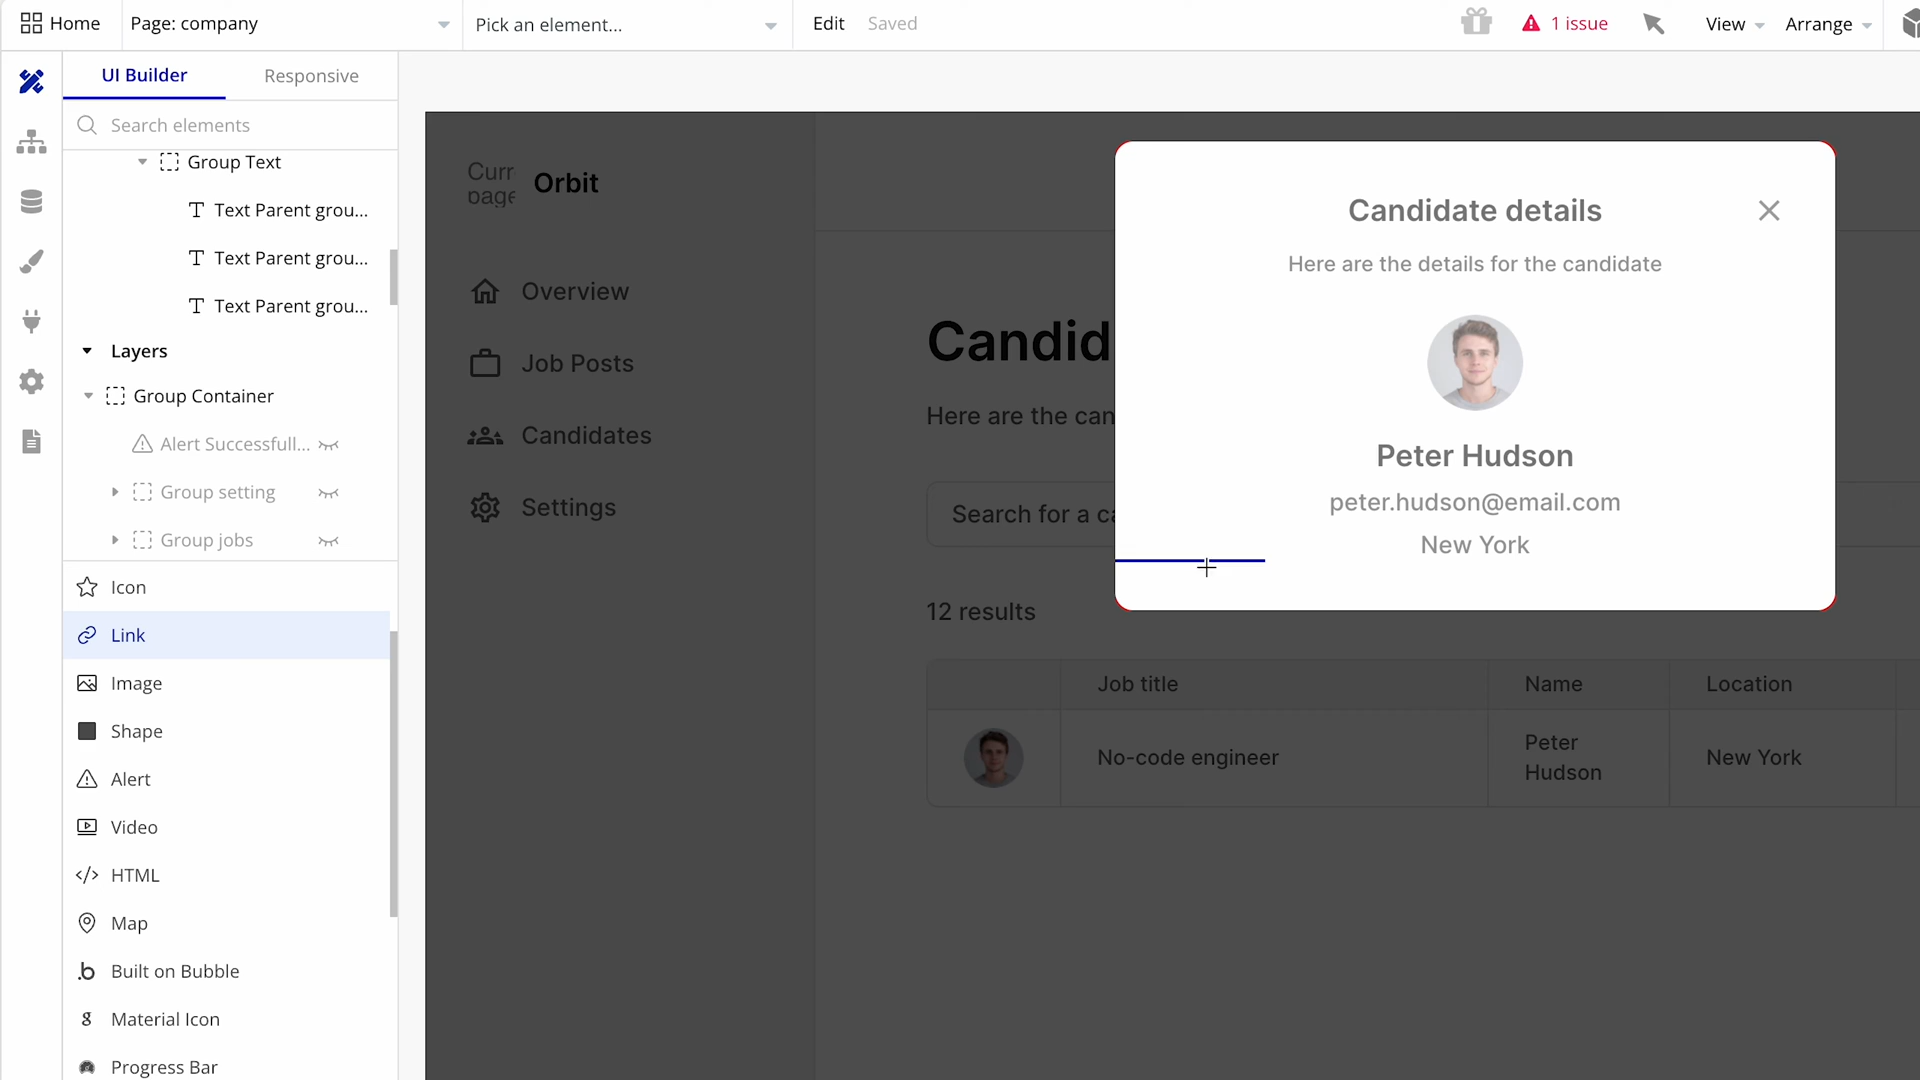 Home
Page: company
Pick an element...
Edit
Saved
1 issue
View
Arrange
UI Builder
Responsive
Search elements
Group Text
Text Parent grou...
Text Parent grou...
Text Parent grou...
Layers
Group Container
Alert Successfull...
Group setting
Group jobs
Icon
Link
Image
Shape
Alert
Video
</> HTML
Map
Built on Bubble
Material Icon
Progress Bar
Curr
page
Orbit
Overview
Job Posts
Candidates
Settings
Candid
Here are the can
Search for a ca
12 results
Job title
Name
Location
No-code engineer
Peter
Hudson
New York
Candidate details
Here are the details for the candidate
Peter Hudson
peter.hudson@email.com
New York